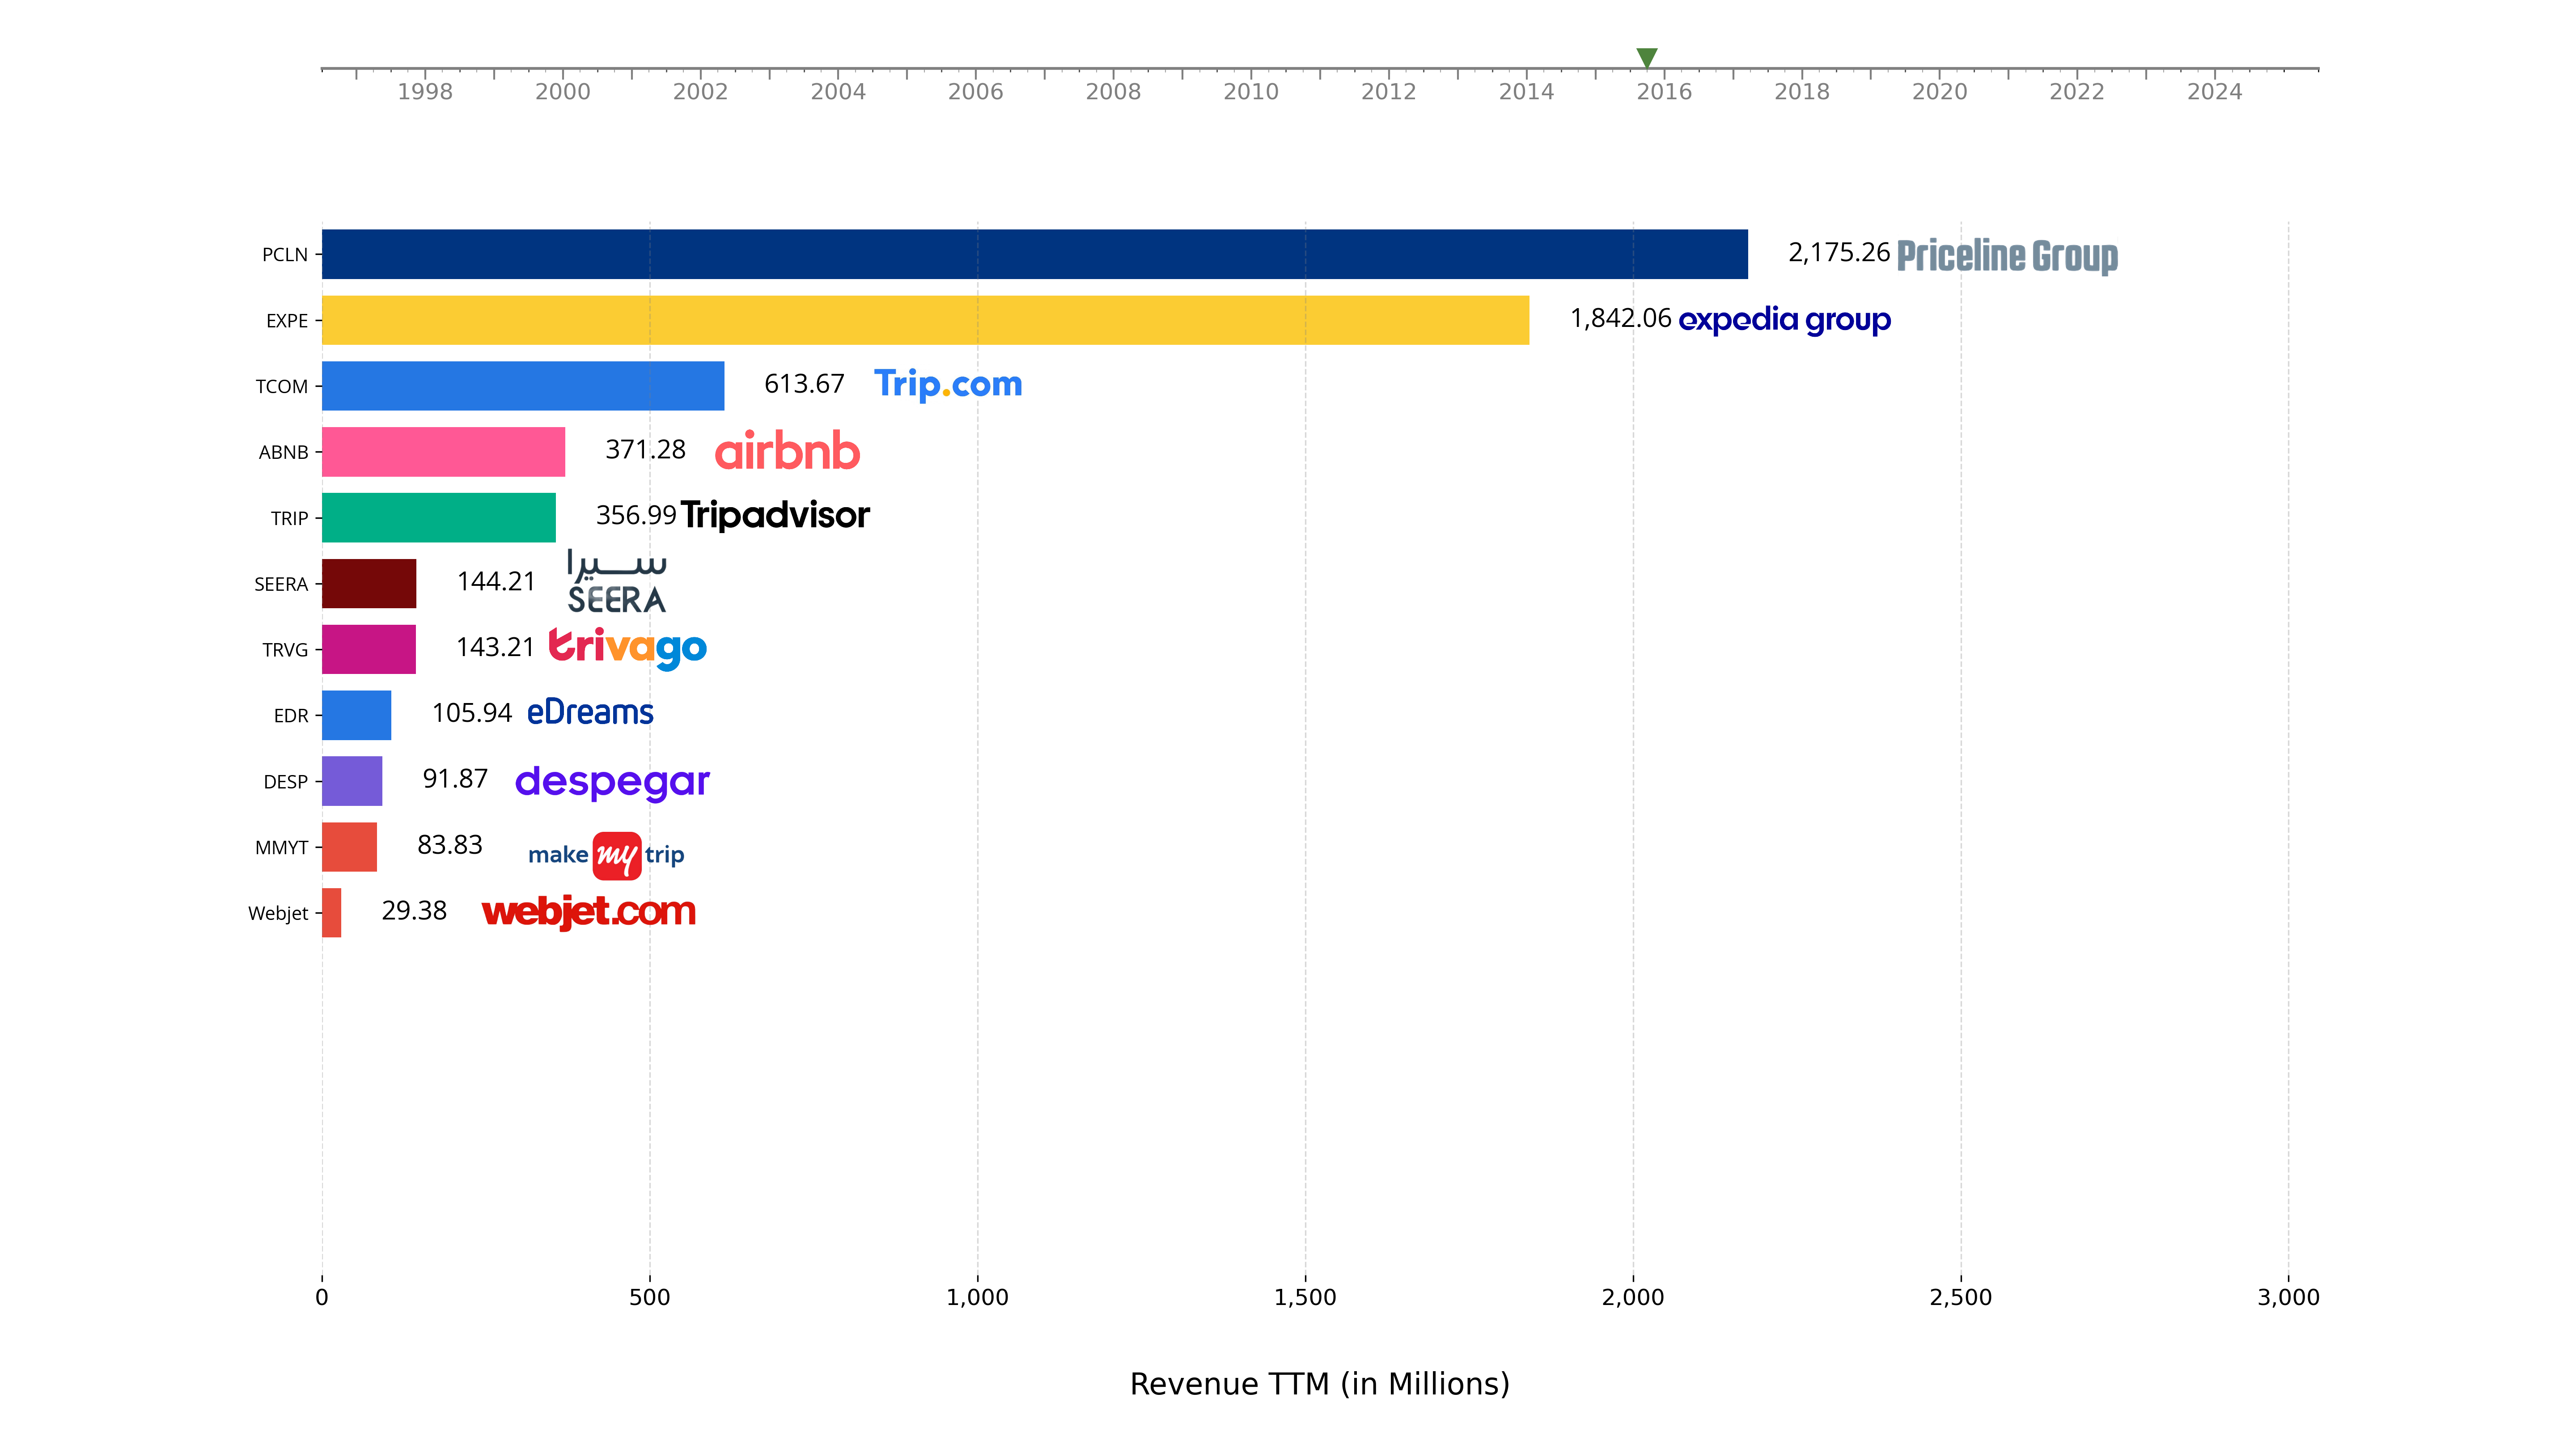 1998 2000 2002 2004 2006 2008 2010 2012 2014 2016 2018 2020 2022 2024
PCLN 2,175.26 Priceline Group
EXPE 1,842.06 expedia group
TCOM 613.67 Trip.com
ABNB 371.28 airbnb
TRIP 356.99 Tripadvisor
سيرا
SEERA 144.21 SEERA
TRVG 143.21 trivago
EDR 105.94 eDreams
DESP 91.87 despegar
MMYT 83.83 make my trip
Webjet 29.38 webjet.com
0 500 1,000 1,500 2,000 2,500 3,000
Revenue TTM (in Millions)